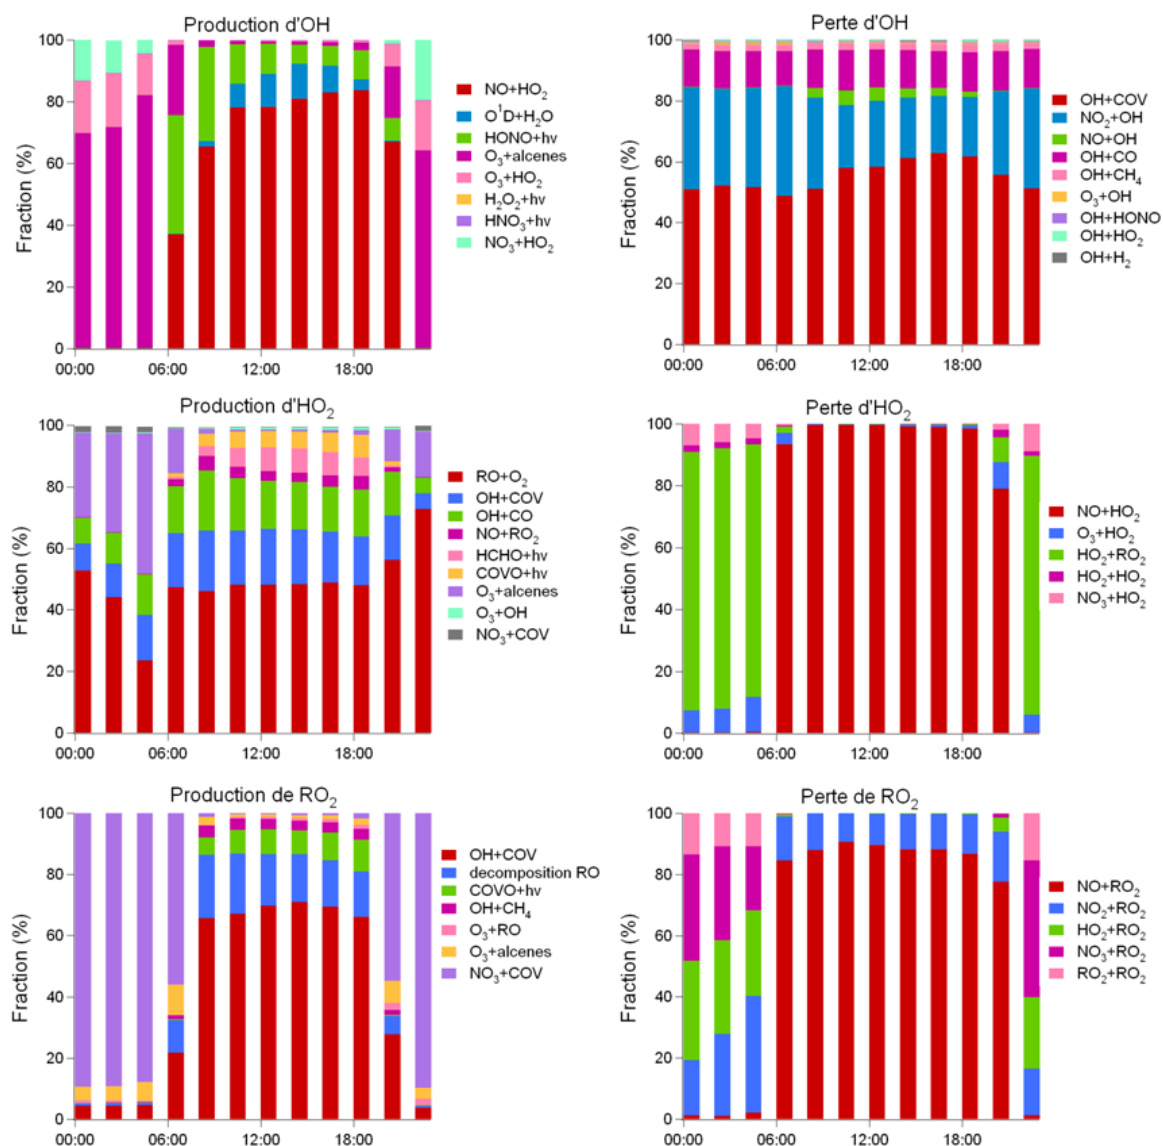 Production d'OH
Fraction (%)
100
80
60
40
20
0
00:00 06:00 12:00 18:00
NO+HO₂
O¹D+H₂O
HONO+hv
O₃+alcenes
O₃+HO₂
H₂O₂+hv
HNO₃+hv
NO₃+HO₂
Perte d'OH
Fraction (%)
100
80
60
40
20
0
00:00 06:00 12:00 18:00
OH+COV
NO₂+OH
NO+OH
OH+CO
OH+CH₄
O₃+OH
OH+HONO
OH+HO₂
OH+H₂
Production d'HO₂
Fraction (%)
100
80
60
40
20
0
00:00 06:00 12:00 18:00
RO+O₂
OH+COV
OH+CO
NO+RO₂
HCHO+hv
COVO+hv
O₃+alcenes
O₃+OH
NO₃+COV
Perte d'HO₂
Fraction (%)
100
80
60
40
20
0
00:00 06:00 12:00 18:00
NO+HO₂
O₃+HO₂
HO₂+RO₂
HO₂+HO₂
NO₃+HO₂
Production de RO₂
Fraction (%)
100
80
60
40
20
0
00:00 06:00 12:00 18:00
OH+COV
decomposition RO
COVO+hv
OH+CH₄
O₃+RO
O₃+alcenes
NO₃+COV
Perte de RO₂
Fraction (%)
100
80
60
40
20
0
00:00 06:00 12:00 18:00
NO+RO₂
NO₂+RO₂
HO₂+RO₂
NO₃+RO₂
RO₂+RO₂